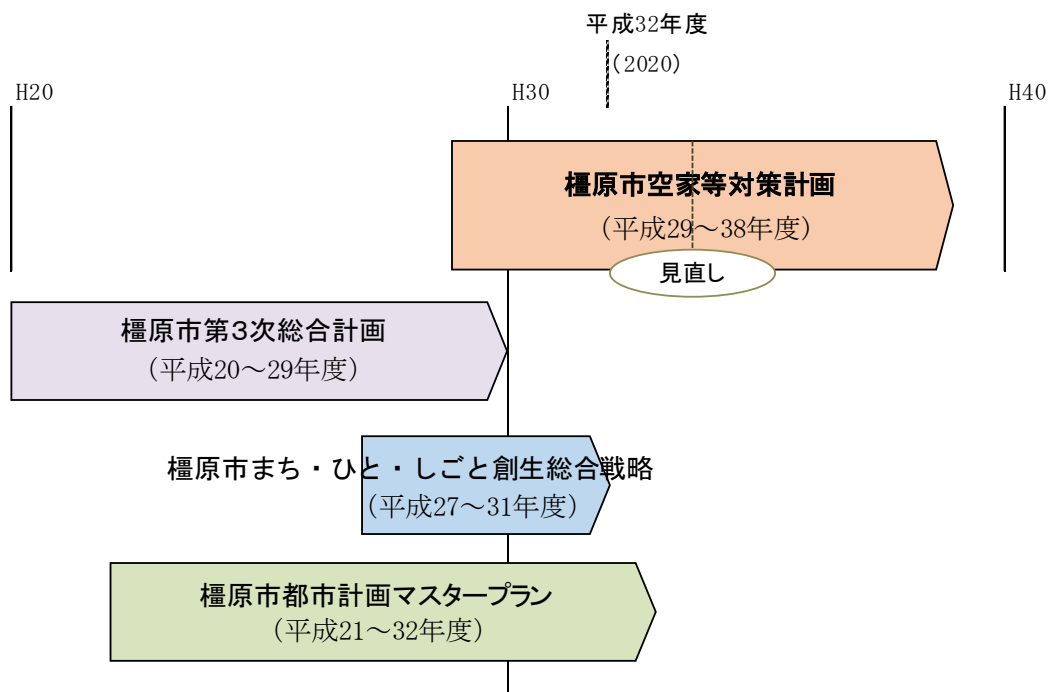 平成32年度
(2020)
H20
H30
H40
橿原市空家等対策計画
（平成29～38年度）
見直し
橿原市第３次総合計画
（平成20～29年度）
橿原市まち・ひと・しごと創生総合戦略
（平成27～31年度）
橿原市都市計画マスタープラン
（平成21～32年度）